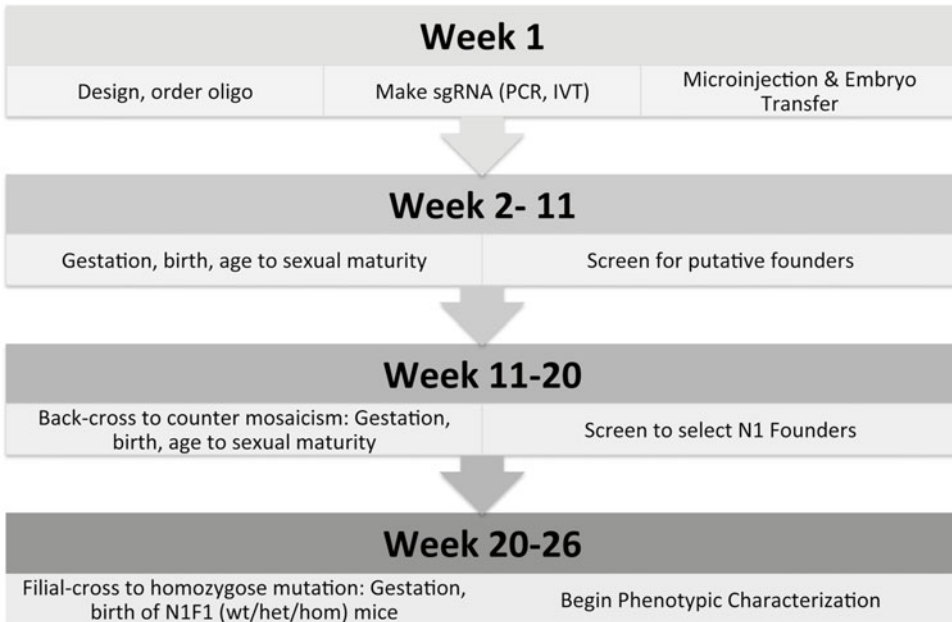 Week 1
Design, order oligo
Make sgRNA (PCR, IVT)
Microinjection & Embryo
Transfer
Week 2- 11
Gestation, birth, age to sexual maturity
Screen for putative founders
Week 11-20
Back-cross to counter mosaicism: Gestation,
birth, age to sexual maturity
Screen to select N1 Founders
Week 20-26
Filial-cross to homozygose mutation: Gestation,
birth of N1F1 (wt/het/hom) mice
Begin Phenotypic Characterization